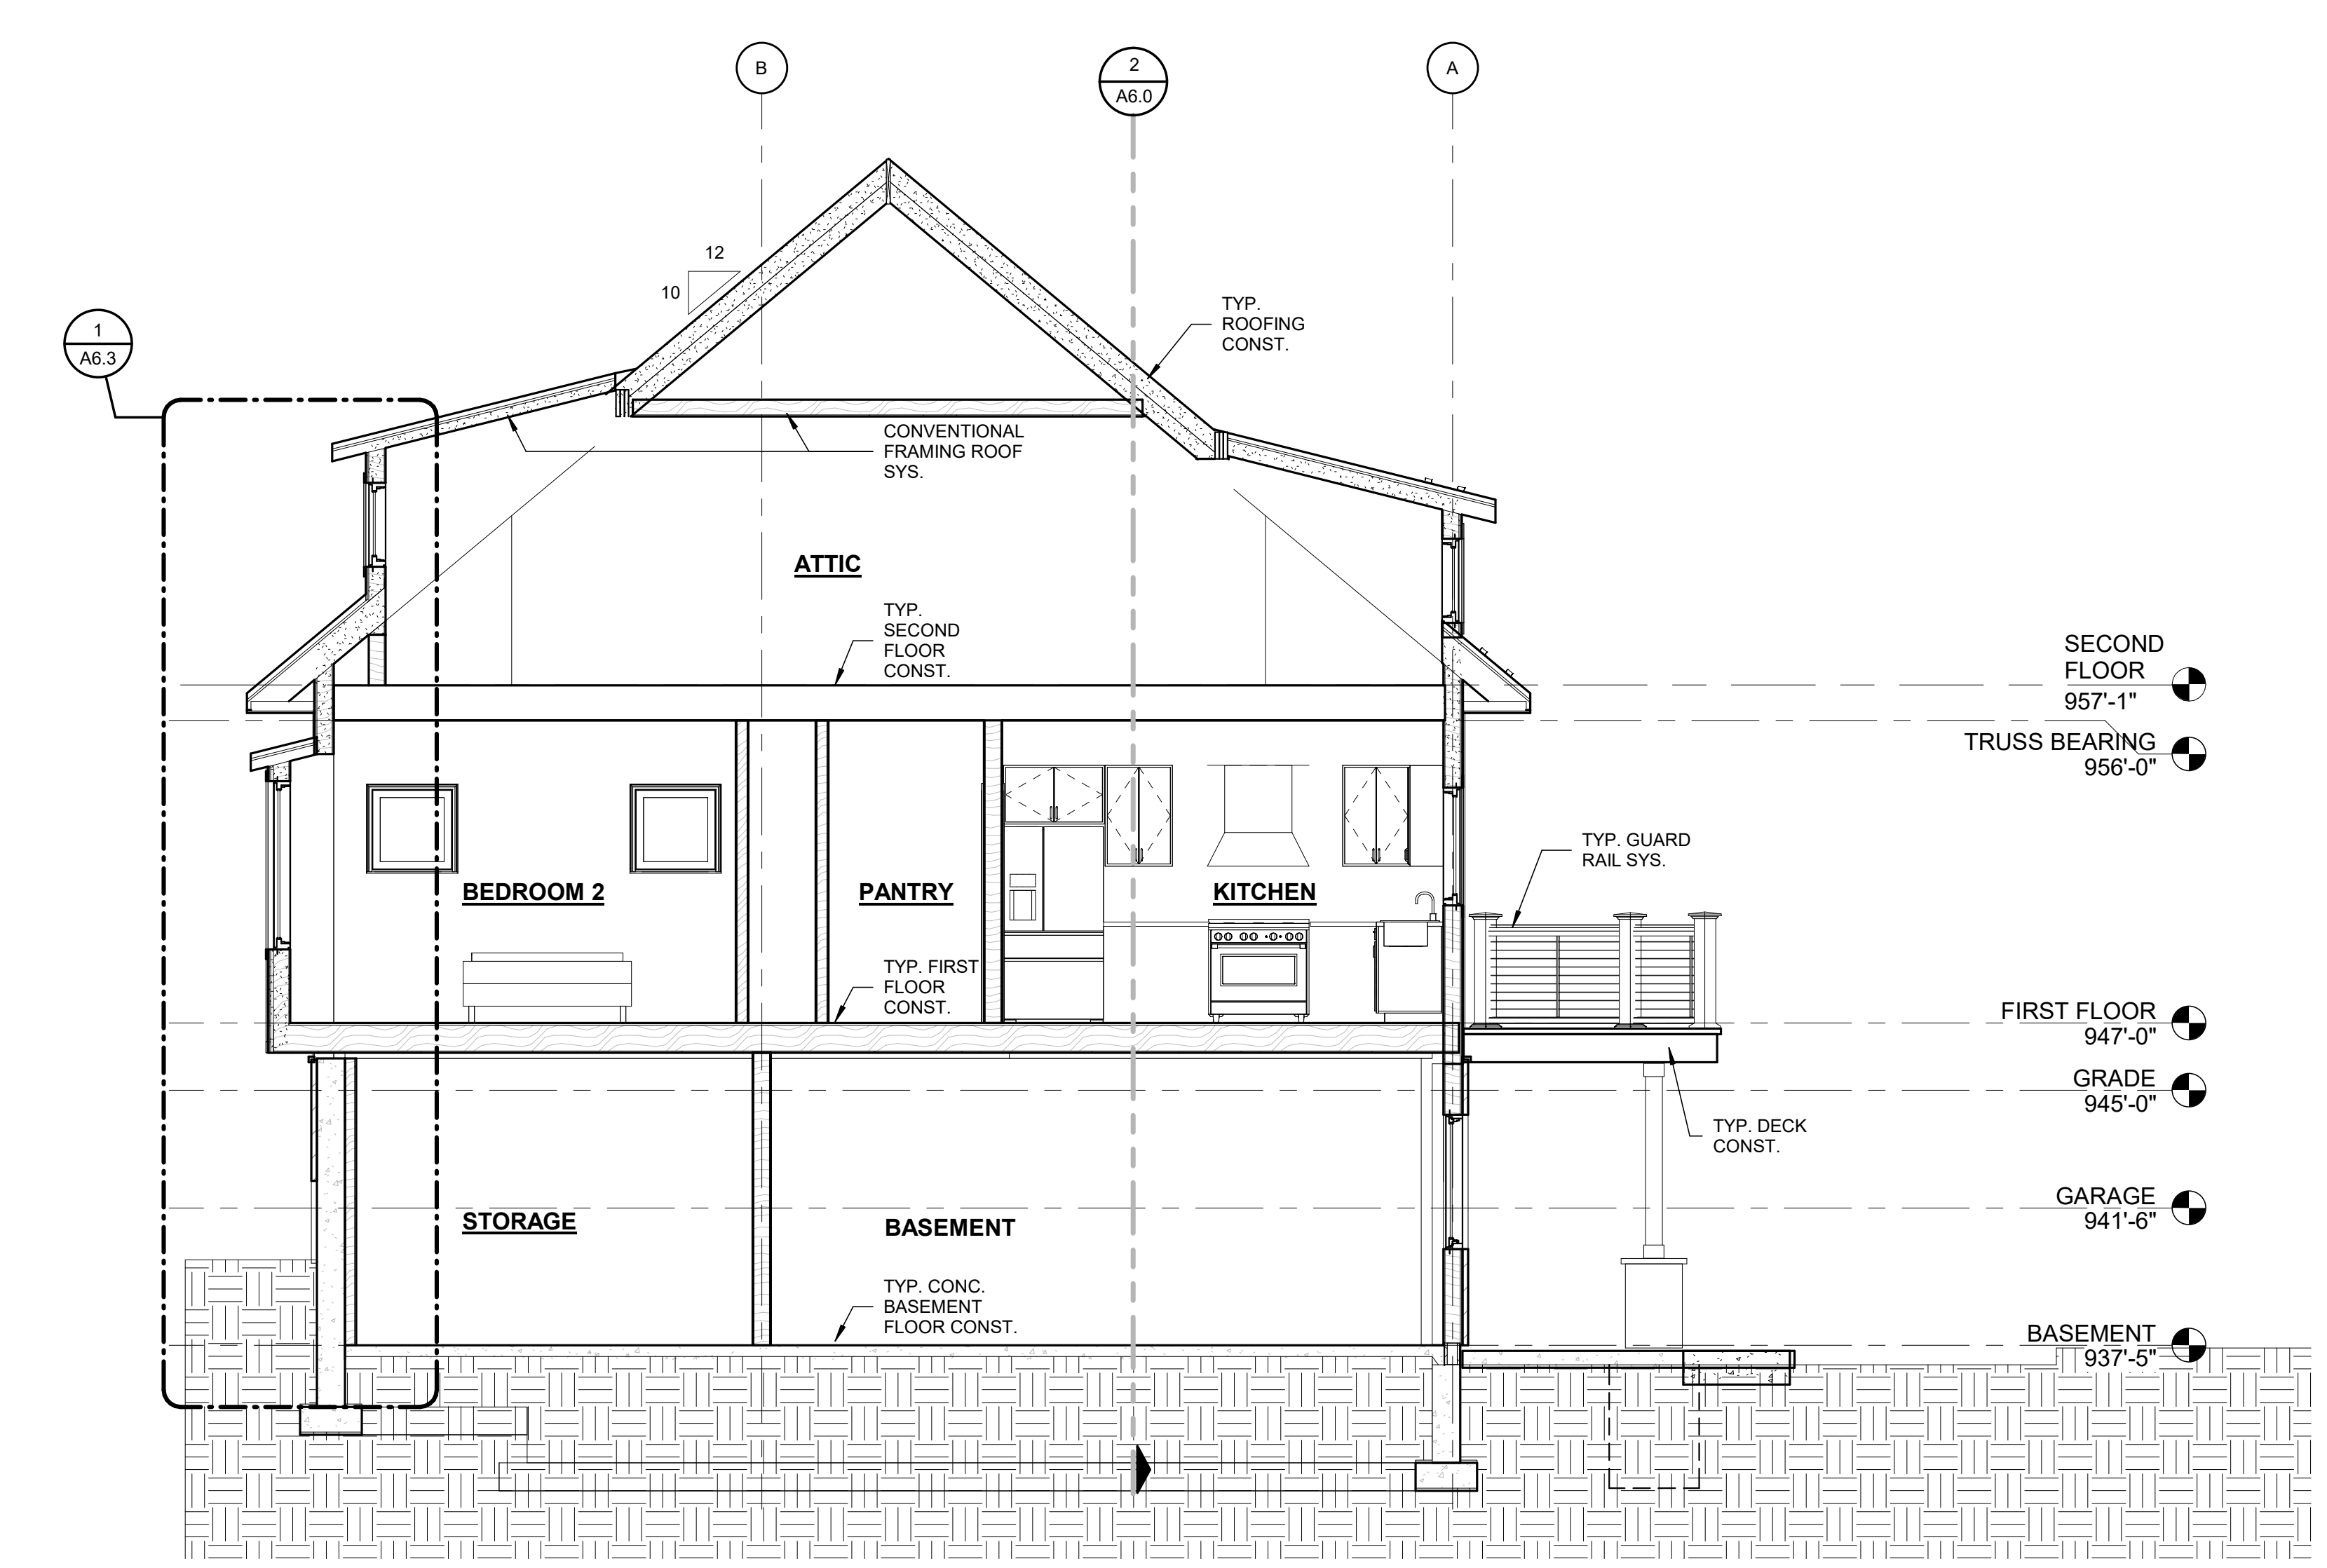 B
2
A6.0
A
12
10
TYP.
ROOFING
CONST.
1
A6.3
CONVENTIONAL
FRAMING ROOF
SYS.
ATTIC
TYP.
SECOND
FLOOR
CONST.
SECOND
FLOOR
957'-1"
TRUSS BEARING
956'-0"
TYP. GUARD
RAIL SYS.
BEDROOM 2
PANTRY
KITCHEN
TYP. FIRST
FLOOR
CONST.
FIRST FLOOR
947'-0"
GRADE
945'-0"
TYP. DECK
CONST.
GARAGE
941'-6"
STORAGE
BASEMENT
TYP. CONC.
BASEMENT
FLOOR CONST.
BASEMENT
937'-5"